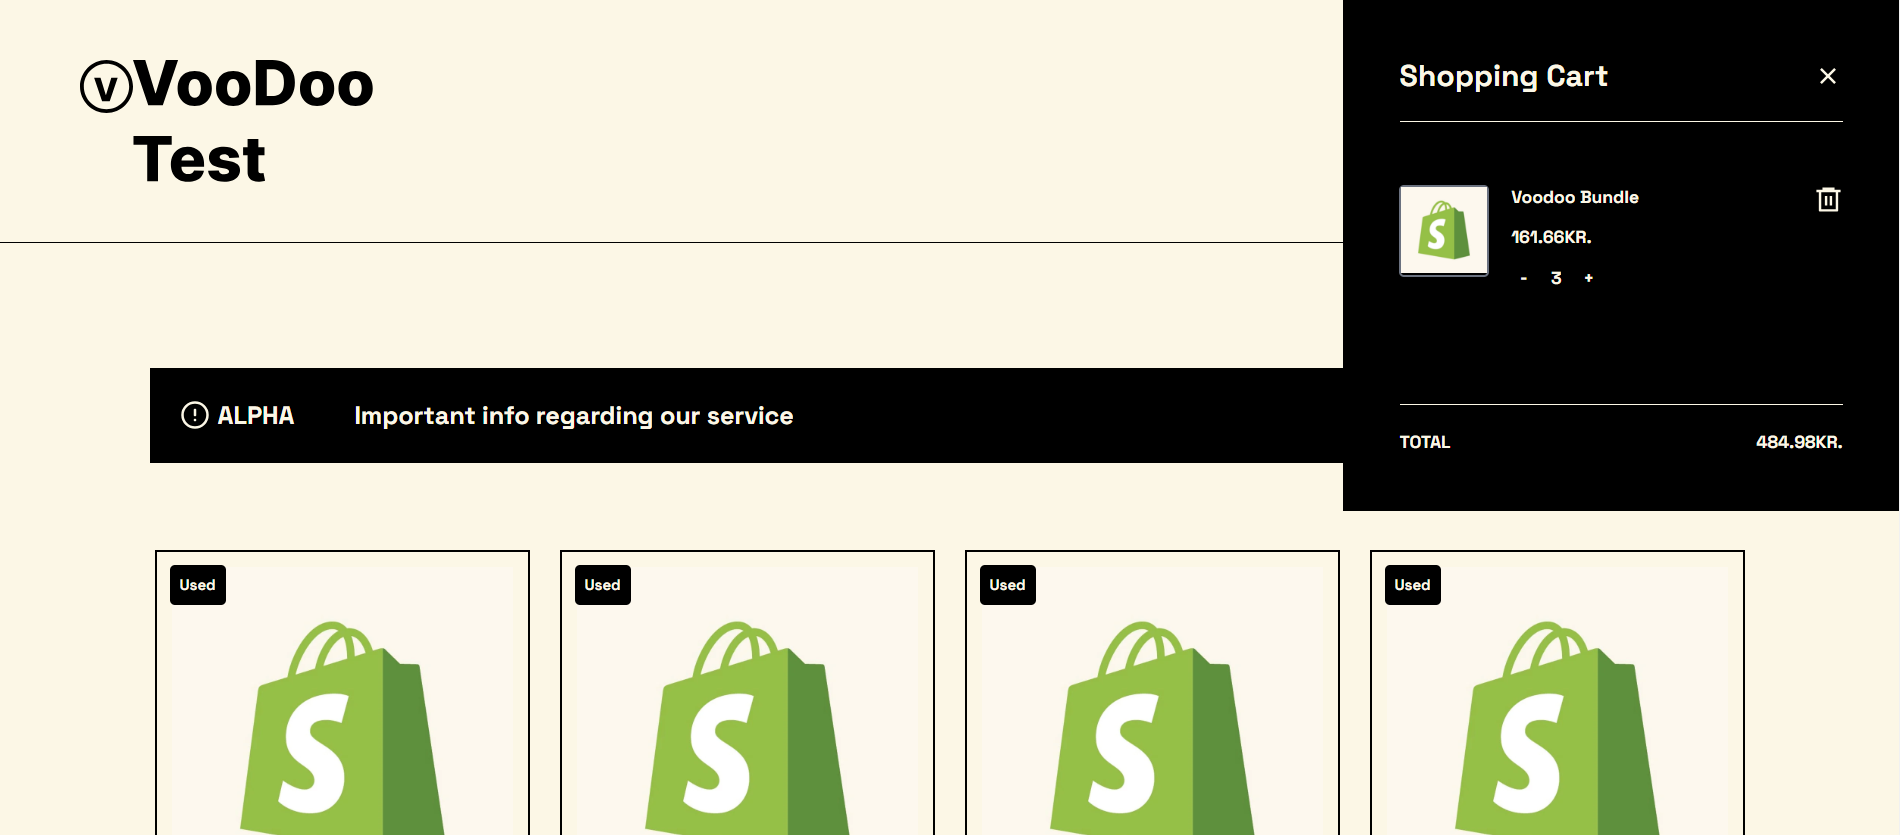 V VooDoo
Test
Shopping Cart
Voodoo Bundle
161.66KR.
- 3 +
TOTAL 484.98KR.
ALPHA Important info regarding our service
Used Used Used Used
S S S S